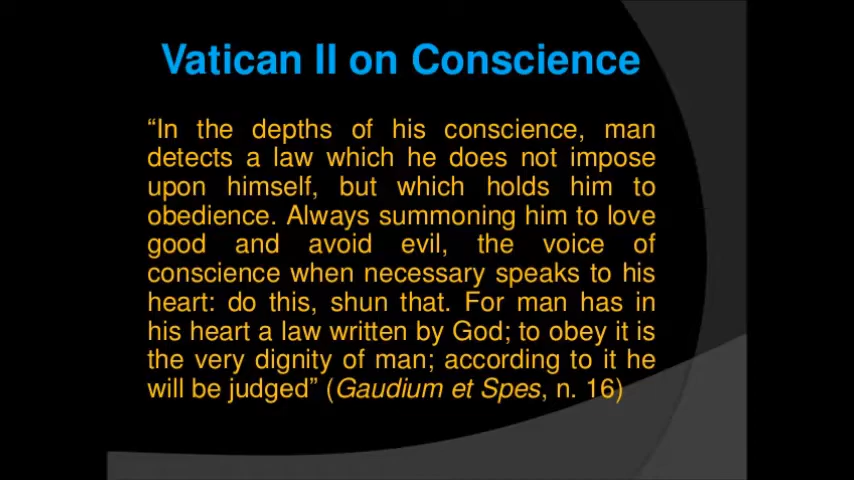 Vatican II on Conscience
“In the depths of his conscience, man
detects a law which he does not impose
upon himself, but which holds him to
obedience. Always summoning him to love
good and avoid evil, the voice of
conscience when necessary speaks to his
heart: do this, shun that. For man has in
his heart a law written by God; to obey it is
the very dignity of man; according to it he
will be judged” (Gaudium et Spes, n. 16)